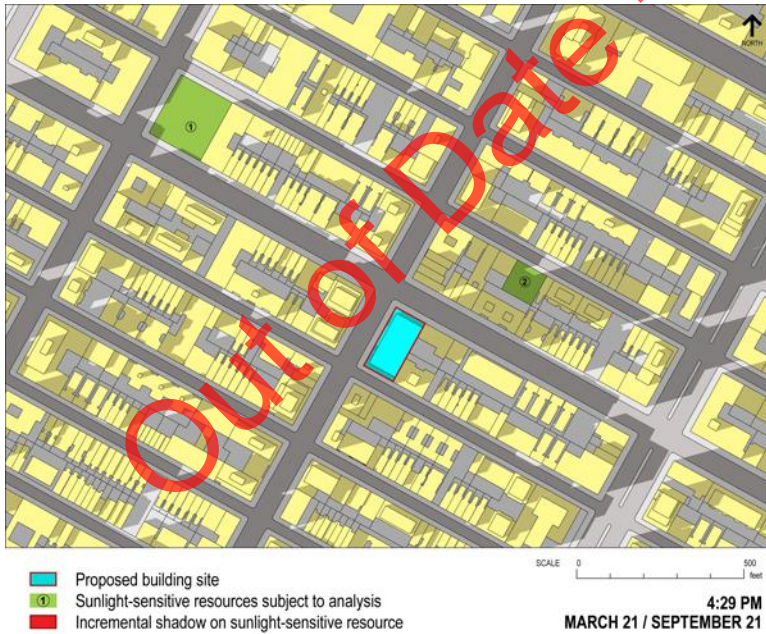 NORTH
①
②
Out of Date
Proposed building site
① Sunlight-sensitive resources subject to analysis
Incremental shadow on sunlight-sensitive resource
SCALE 0 500
feet
4:29 PM
MARCH 21 / SEPTEMBER 21